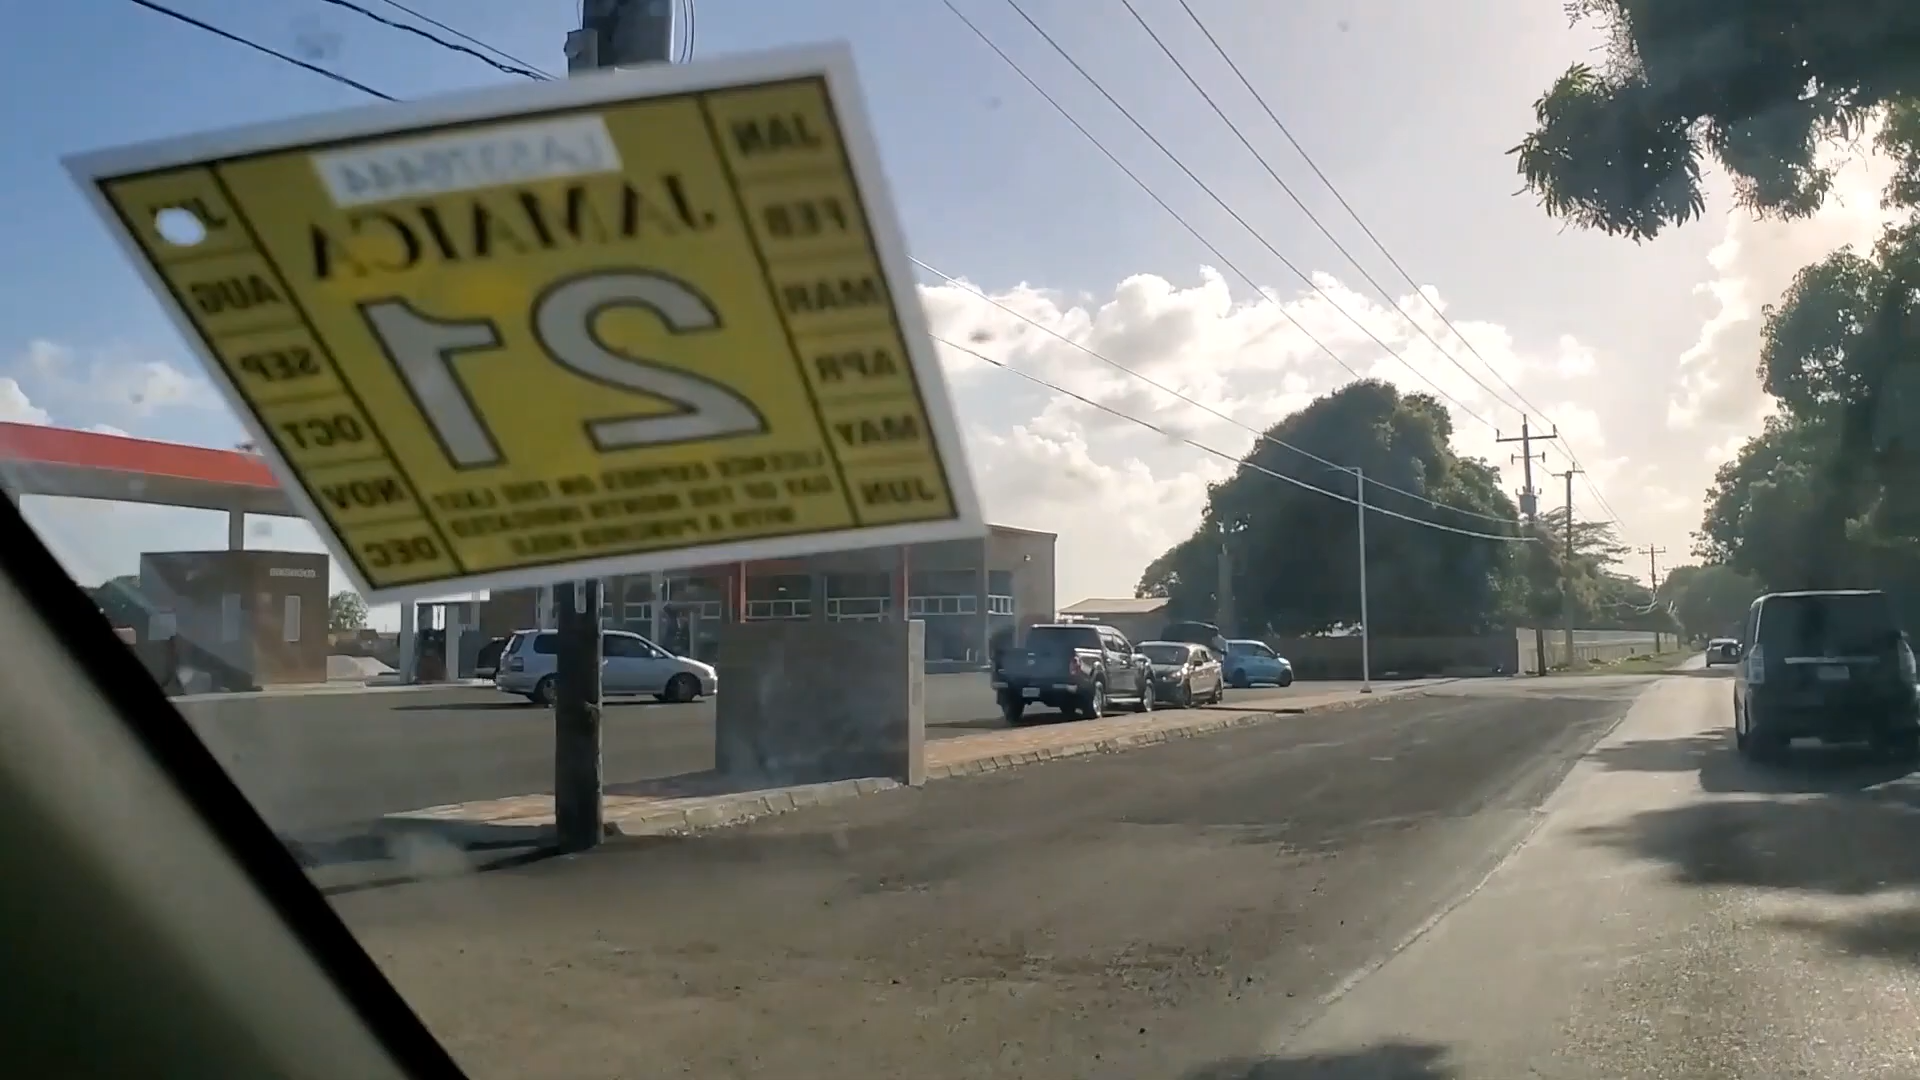 JAMAICA
21
LICENCE EXPIRES ON THE LAST
DAY OF THE MONTH INDICATED
WITH A PUNCHED HOLE
JAN
FEB
MAR
APR
MAY
JUN
JUL
AUG
SEP
OCT
NOV
DEC